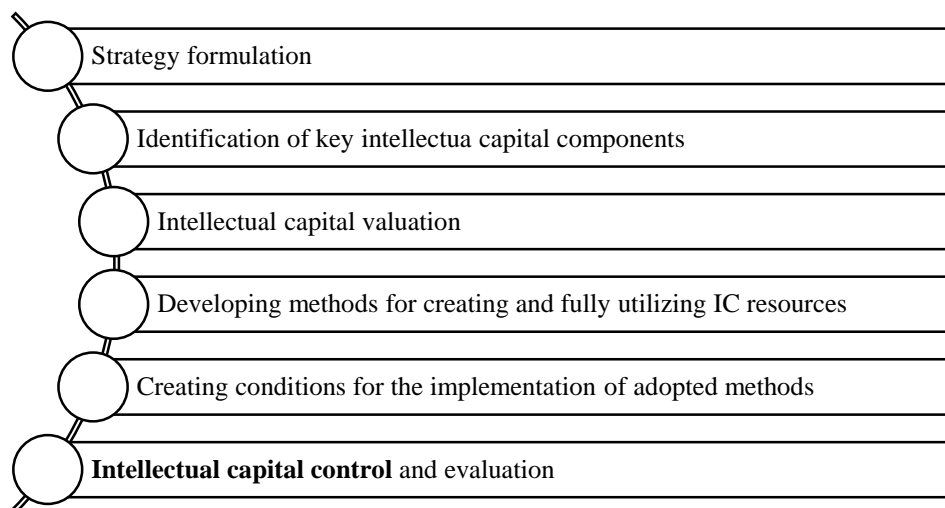 Strategy formulation
Identification of key intellectua capital components
Intellectual capital valuation
Developing methods for creating and fully utilizing IC resources
Creating conditions for the implementation of adopted methods
Intellectual capital control and evaluation